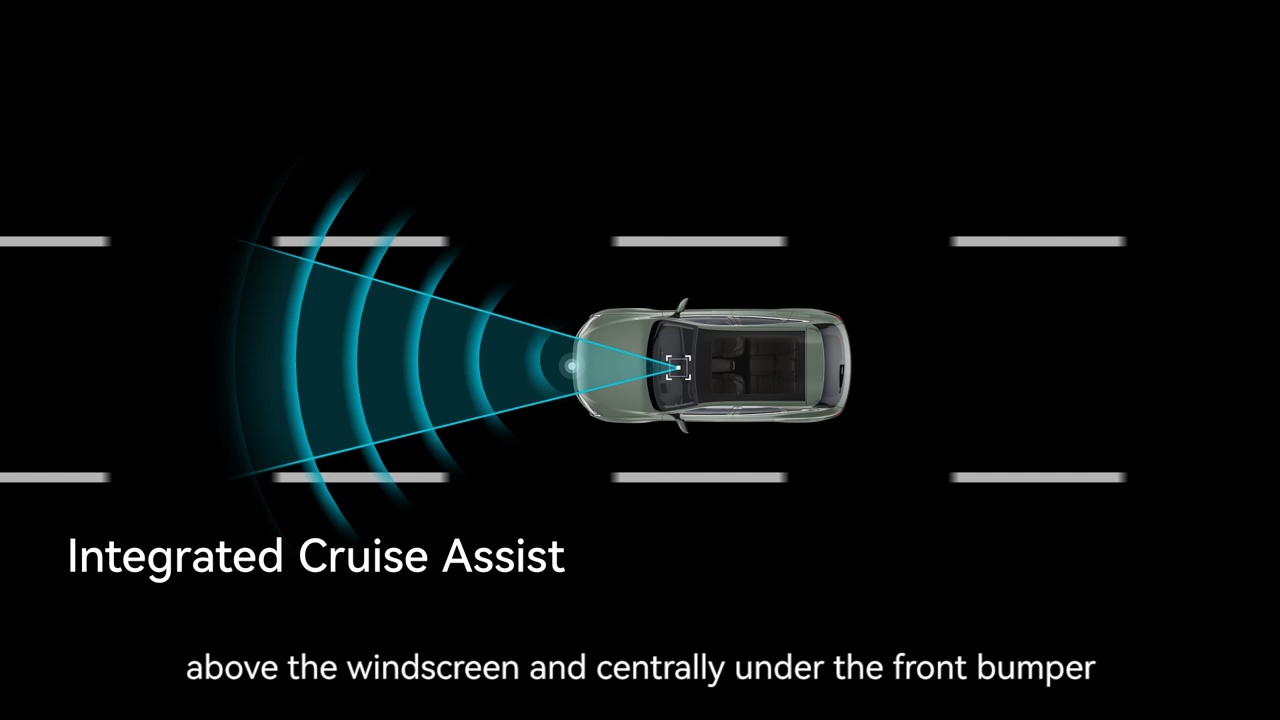 Integrated Cruise Assist
above the windscreen and centrally under the front bumper